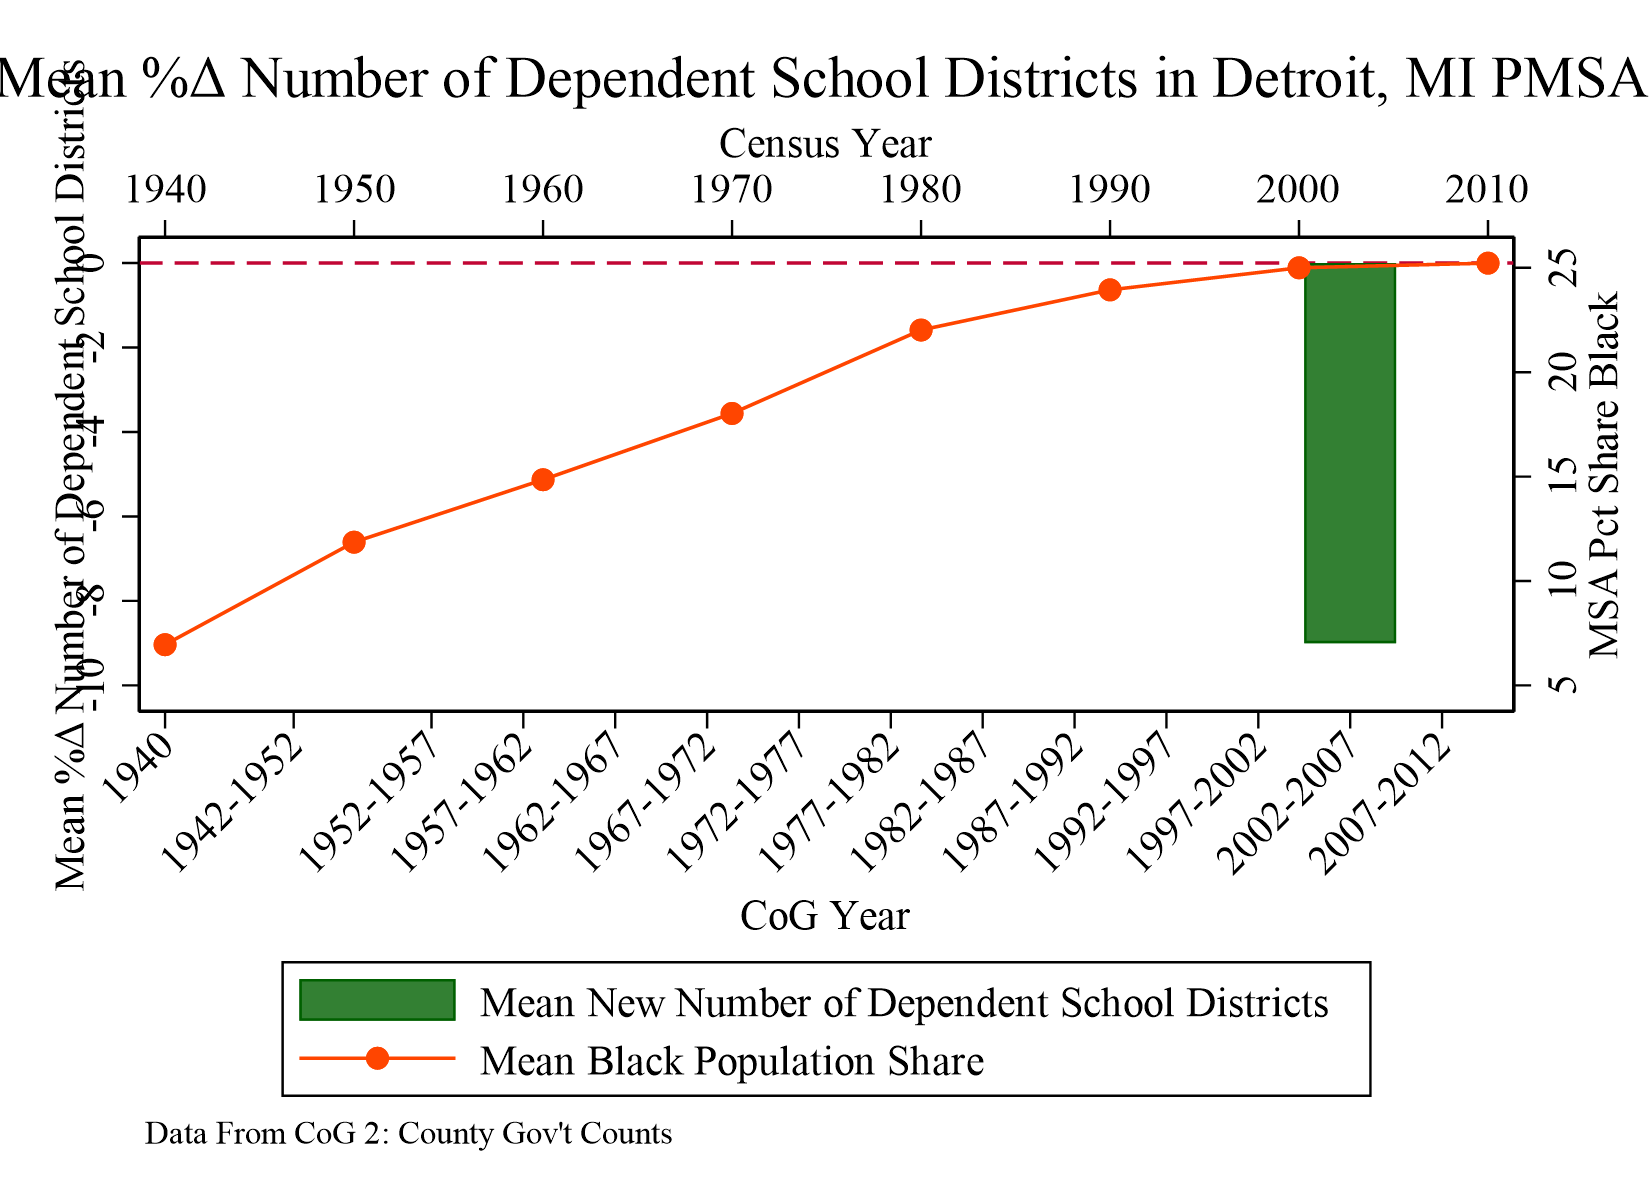 Mean %Δ Number of Dependent School Districts in Detroit, MI PMSA
Census Year
1940 1950 1960 1970 1980 1990 2000 2010
Mean %Δ Number of Dependent School Districts
0
-2
-4
-6
-8
-10
25
20
15
10
5
MSA Pct Share Black
1940 1942-1952 1952-1957 1957-1962 1962-1967 1967-1972 1972-1977 1977-1982 1982-1987 1987-1992 1992-1997 1997-2002 2002-2007 2007-2012
CoG Year
Mean New Number of Dependent School Districts
Mean Black Population Share
Data From CoG 2: County Gov't Counts